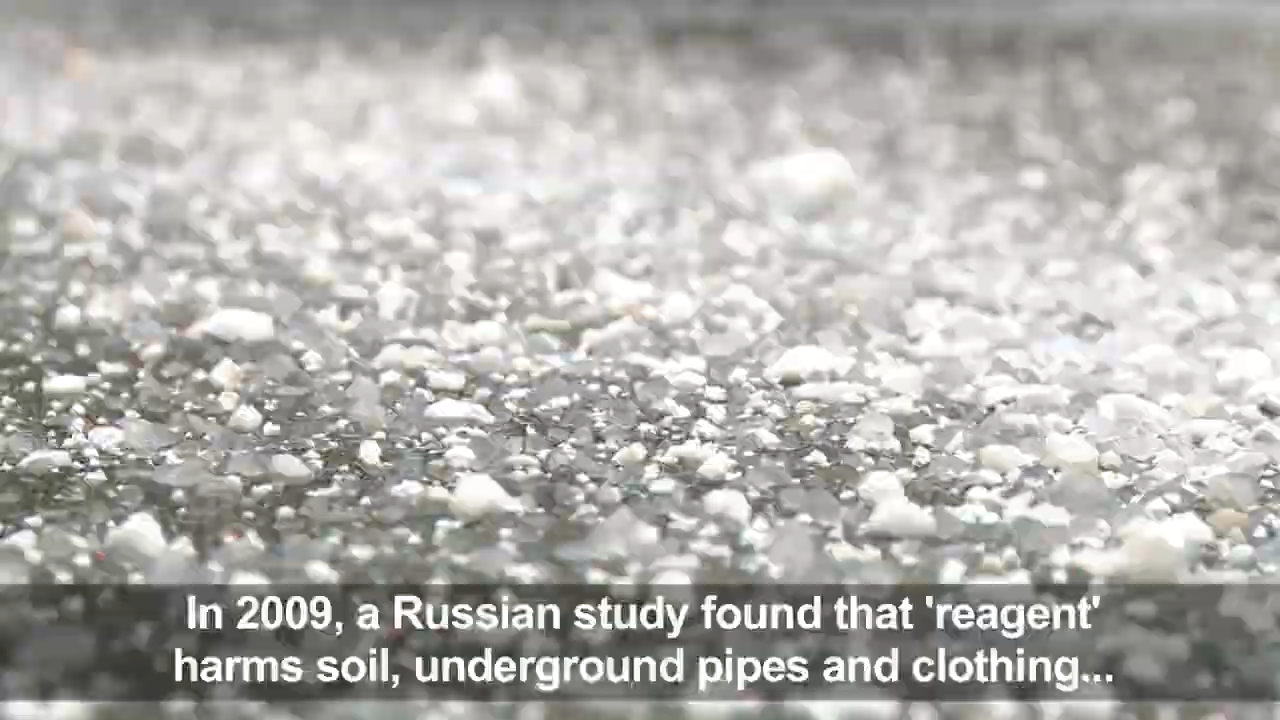 In 2009, a Russian study found that 'reagent'
harms soil, underground pipes and clothing...